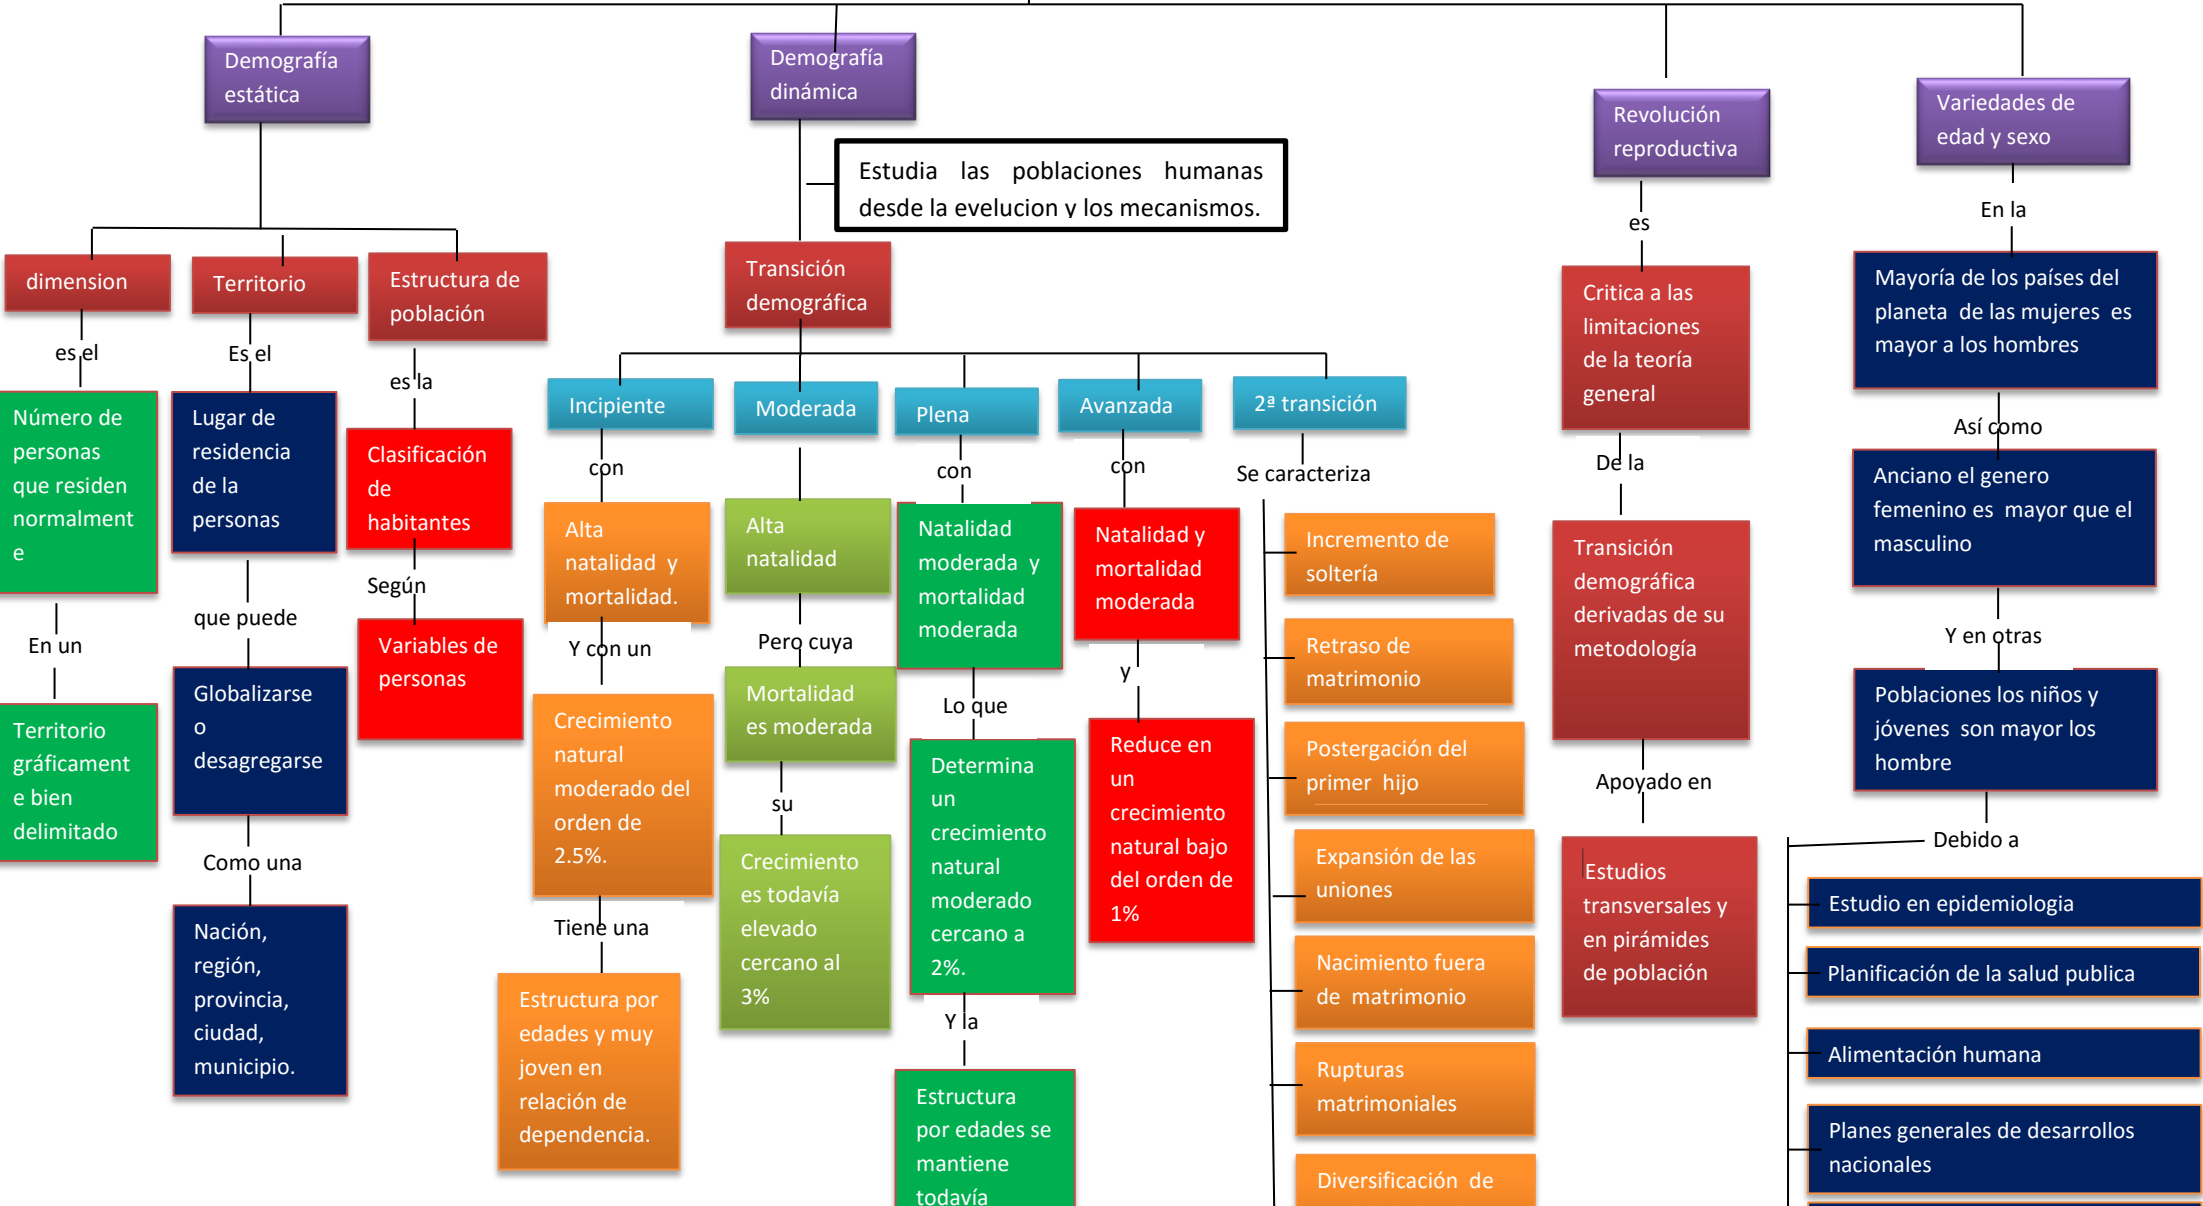 Demografía
estática
Demografía
dinámica
Revolución
reproductiva
Variedades de
edad y sexo
Estudia las poblaciones humanas
desde la evelucion y los mecanismos.
dimension
es el
Número de
personas
que residen
normalment
e
En un
Territorio
gráficament
e bien
delimitado
Territorio
Es el
Lugar de
residencia
de la
personas
que puede
Globalizarse
o
desagregarse
Como una
Nación,
región,
provincia,
ciudad,
municipio.
Estructura de
población
es la
Clasificación
de
habitantes
Según
Variables de
personas
Transición
demográfica
Incipiente
con
Alta
natalidad y
mortalidad.
Y con un
Crecimiento
natural
moderado del
orden de
2.5%.
Tiene una
Estructura por
edades y muy
joven en
relación de
dependencia.
Moderada
Alta
natalidad
Pero cuya
Mortalidad
es moderada
su
Crecimiento
es todavía
elevado
cercano al
3%
Plena
con
Natalidad
moderada y
mortalidad
moderada
Lo que
Determina
un
crecimiento
natural
moderado
cercano a
2%.
Y la
Estructura
por edades se
mantiene
todavía
Avanzada
con
Natalidad y
mortalidad
moderada
y
Reduce en
un
crecimiento
natural bajo
del orden de
1%
2ª transición
Se caracteriza
Incremento de
soltería
Retraso de
matrimonio
Postergación del
primer hijo
Expansión de las
uniones
Nacimiento fuera
de matrimonio
Rupturas
matrimoniales
Diversificación de
es
Critica a las
limitaciones
de la teoría
general
De la
Transición
demográfica
derivadas de su
metodología
Apoyado en
Estudios
transversales y
en pirámides
de población
En la
Mayoría de los países del
planeta de las mujeres es
mayor a los hombres
Así como
Anciano el genero
femenino es mayor que el
masculino
Y en otras
Poblaciones los niños y
jóvenes son mayor los
hombre
Debido a
Estudio en epidemiologia
Planificación de la salud publica
Alimentación humana
Planes generales de desarrollos
nacionales